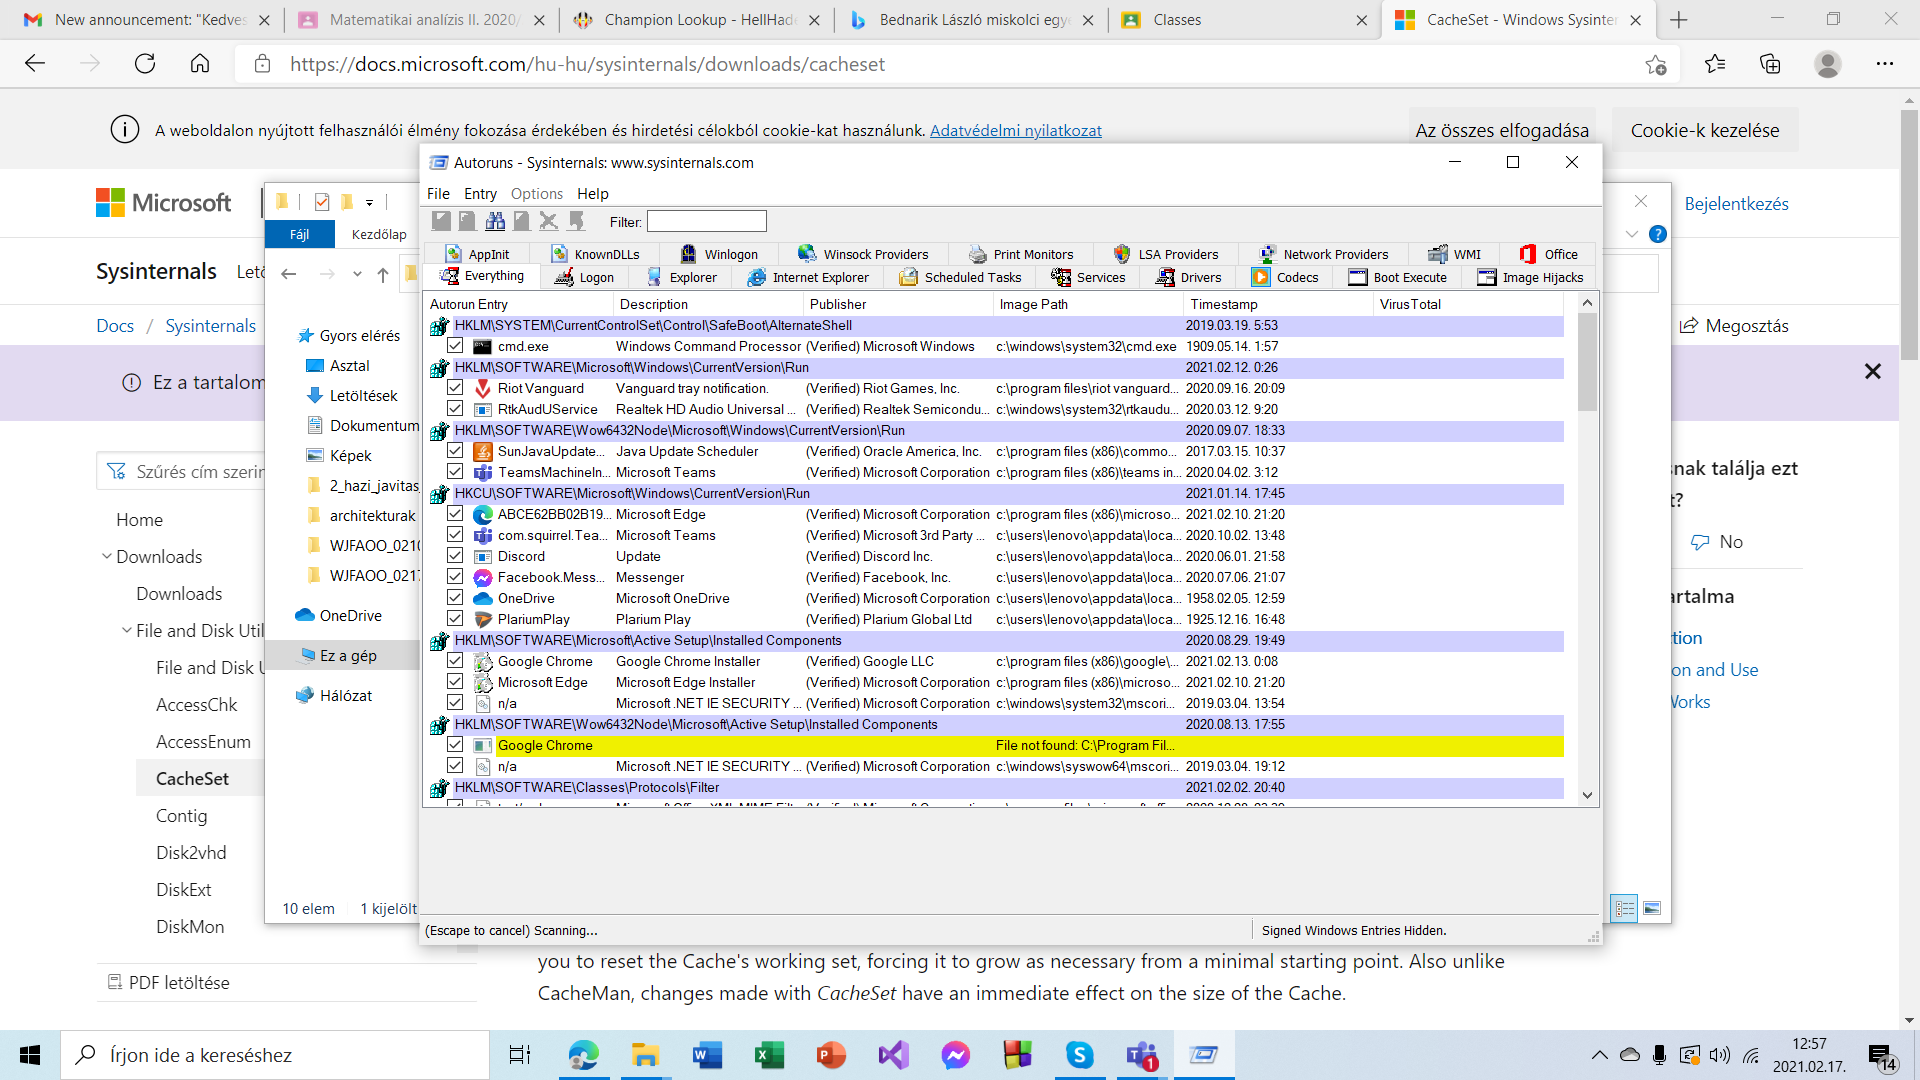 New announcement: "Kedves
Matematikai analízis II. 2020/
Champion Lookup - HellHade
Bednarik László miskolci egye
Classes
CacheSet - Windows Sysinter
https://docs.microsoft.com/hu-hu/sysinternals/downloads/cacheset
A weboldalon nyújtott felhasználói élmény fokozása érdekében és hirdetési célokból cookie-kat használunk. Adatvédelmi nyilatkozat
Az összes elfogadása
Cookie-k kezelése
Microsoft
Bejelentkezés
Sysinternals
Docs / Sysinternals
Megosztás
Ez a tartalom
Szűrés cím szerin
Home
Downloads
Downloads
File and Disk Util
File and Disk U
AccessChk
AccessEnum
CacheSet
Contig
Disk2vhd
DiskExt
DiskMon
PDF letöltése
Fájl
Kezdőlap
Gyors elérés
Asztal
Letöltések
Dokumentum
Képek
2_hazi_javitas_
architekturak
WJFAOO_0210
WJFAOO_0217
OneDrive
Ez a gép
Hálózat
10 elem
1 kijelölt
Autoruns - Sysinternals: www.sysinternals.com
File Entry Options Help
Filter:
AppInit KnownDLLs Winlogon Winsock Providers Print Monitors LSA Providers Network Providers WMI Office
Everything Logon Explorer Internet Explorer Scheduled Tasks Services Drivers Codecs Boot Execute Image Hijacks
Autorun Entry Description Publisher Image Path Timestamp VirusTotal
HKLM\SYSTEM\CurrentControlSet\Control\SafeBoot\AlternateShell 2019.03.19. 5:53
cmd.exe Windows Command Processor (Verified) Microsoft Windows c:\windows\system32\cmd.exe 1909.05.14. 1:57
HKLM\SOFTWARE\Microsoft\Windows\CurrentVersion\Run 2021.02.12. 0:26
Riot Vanguard Vanguard tray notification. (Verified) Riot Games, Inc. c:\program files\riot vanguard... 2020.09.16. 20:09
RtkAudUService Realtek HD Audio Universal ... (Verified) Realtek Semicondu... c:\windows\system32\rtkaudu... 2020.03.12. 9:20
HKLM\SOFTWARE\Wow6432Node\Microsoft\Windows\CurrentVersion\Run 2020.09.07. 18:33
SunJavaUpdate... Java Update Scheduler (Verified) Oracle America, Inc. c:\program files (x86)\commo... 2017.03.15. 10:37
TeamsMachineIn... Microsoft Teams (Verified) Microsoft Corporation c:\program files (x86)\teams in... 2020.04.02. 3:12
HKCU\SOFTWARE\Microsoft\Windows\CurrentVersion\Run 2021.01.14. 17:45
ABCE62BB02B19... Microsoft Edge (Verified) Microsoft Corporation c:\program files (x86)\microso... 2021.02.10. 21:20
com.squirrel.Tea... Microsoft Teams (Verified) Microsoft 3rd Party ... c:\users\lenovo\appdata\loca... 2020.10.02. 13:48
Discord Update (Verified) Discord Inc. c:\users\lenovo\appdata\loca... 2020.06.01. 21:58
Facebook.Mess... Messenger (Verified) Facebook, Inc. c:\users\lenovo\appdata\loca... 2020.07.06. 21:07
OneDrive Microsoft OneDrive (Verified) Microsoft Corporation c:\users\lenovo\appdata\loca... 1958.02.05. 12:59
PlariumPlay Plarium Play (Verified) Plarium Global Ltd c:\users\lenovo\appdata\loca... 1925.12.16. 16:48
HKLM\SOFTWARE\Microsoft\Active Setup\Installed Components 2020.08.29. 19:49
Google Chrome Google Chrome Installer (Verified) Google LLC c:\program files (x86)\google\... 2021.02.13. 0:08
Microsoft Edge Microsoft Edge Installer (Verified) Microsoft Corporation c:\program files (x86)\microso... 2021.02.10. 21:20
n/a Microsoft .NET IE SECURITY ... (Verified) Microsoft Corporation c:\windows\system32\mscori... 2019.03.04. 13:54
HKLM\SOFTWARE\Wow6432Node\Microsoft\Active Setup\Installed Components 2020.08.13. 17:55
Google Chrome File not found: C:\Program Fil...
n/a Microsoft .NET IE SECURITY ... (Verified) Microsoft Corporation c:\windows\syswow64\mscori... 2019.03.04. 19:12
HKLM\SOFTWARE\Classes\Protocols\Filter 2021.02.02. 20:40
(Escape to cancel) Scanning...
Signed Windows Entries Hidden.
snak találja ezt
No
artalma
ction
on and Use
Works
you to reset the Cache's working set, forcing it to grow as necessary from a minimal starting point. Also unlike
CacheMan, changes made with CacheSet have an immediate effect on the size of the Cache.
Írjon ide a kereséshez
1
12:57
2021.02.17.
14